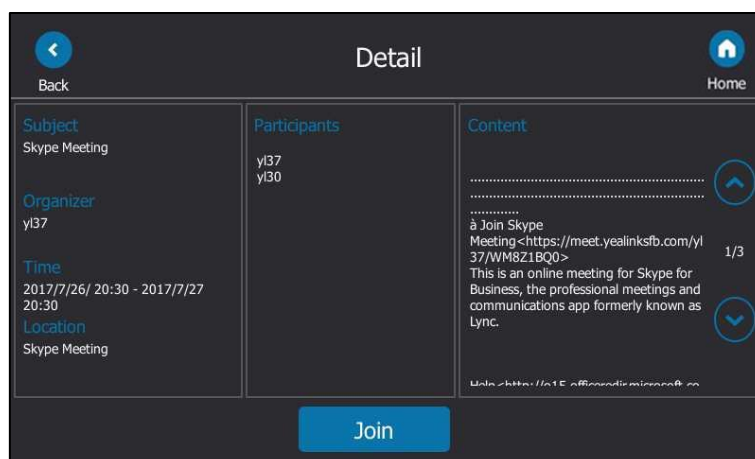 Detail
Back
Home
Subject
Skype Meeting
Organizer
yl37
Time
2017/7/26/ 20:30 - 2017/7/27
20:30
Location
Skype Meeting
Participants
yl37
yl30
Content
................................................................
................................................................
.............
à Join Skype
Meeting<https://meet.yealinksfb.com/yl
37/WM8Z1BQ0>
This is an online meeting for Skype for
Business, the professional meetings and
communications app formerly known as
Lync.
1/3
Join